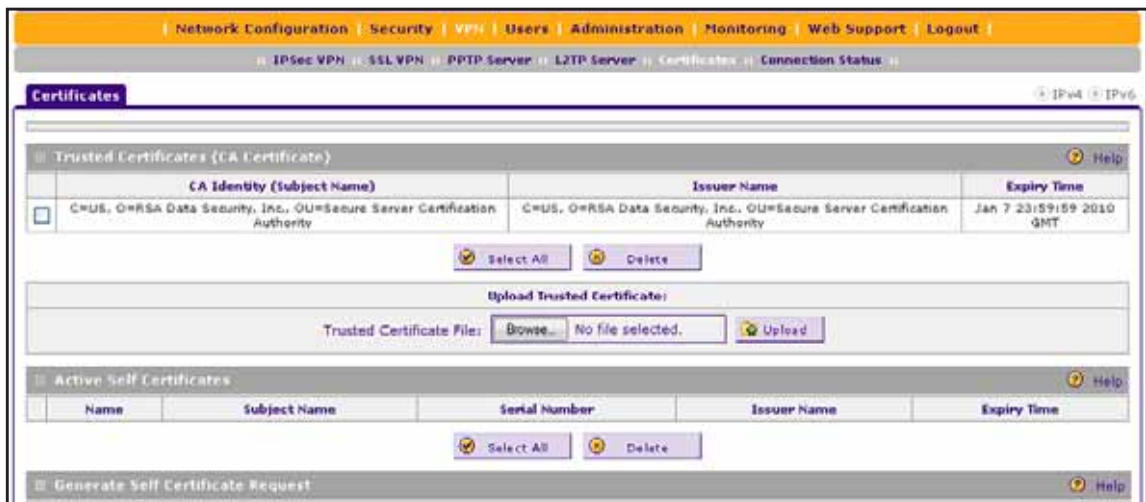 Network Configuration | Security | VPN | Users | Administration | Monitoring | Web Support | Logout
IPSec VPN SSL VPN PPTP Server L2TP Server Certificates Connection Status
Certificates IPv4 IPv6
Trusted Certificates (CA Certificate) Help
CA Identity (Subject Name) Issuer Name Expiry Time
C=US, O=RSA Data Security, Inc., OU=Secure Server Certification C=US, O=RSA Data Security, Inc., OU=Secure Server Certification Jan 7 23:59:59 2010
Authority Authority GMT
Select All Delete
Upload Trusted Certificate:
Trusted Certificate File: Browse... No file selected. Upload
Active Self Certificates Help
Name Subject Name Serial Number Issuer Name Expiry Time
Select All Delete
Generate Self Certificate Request Help